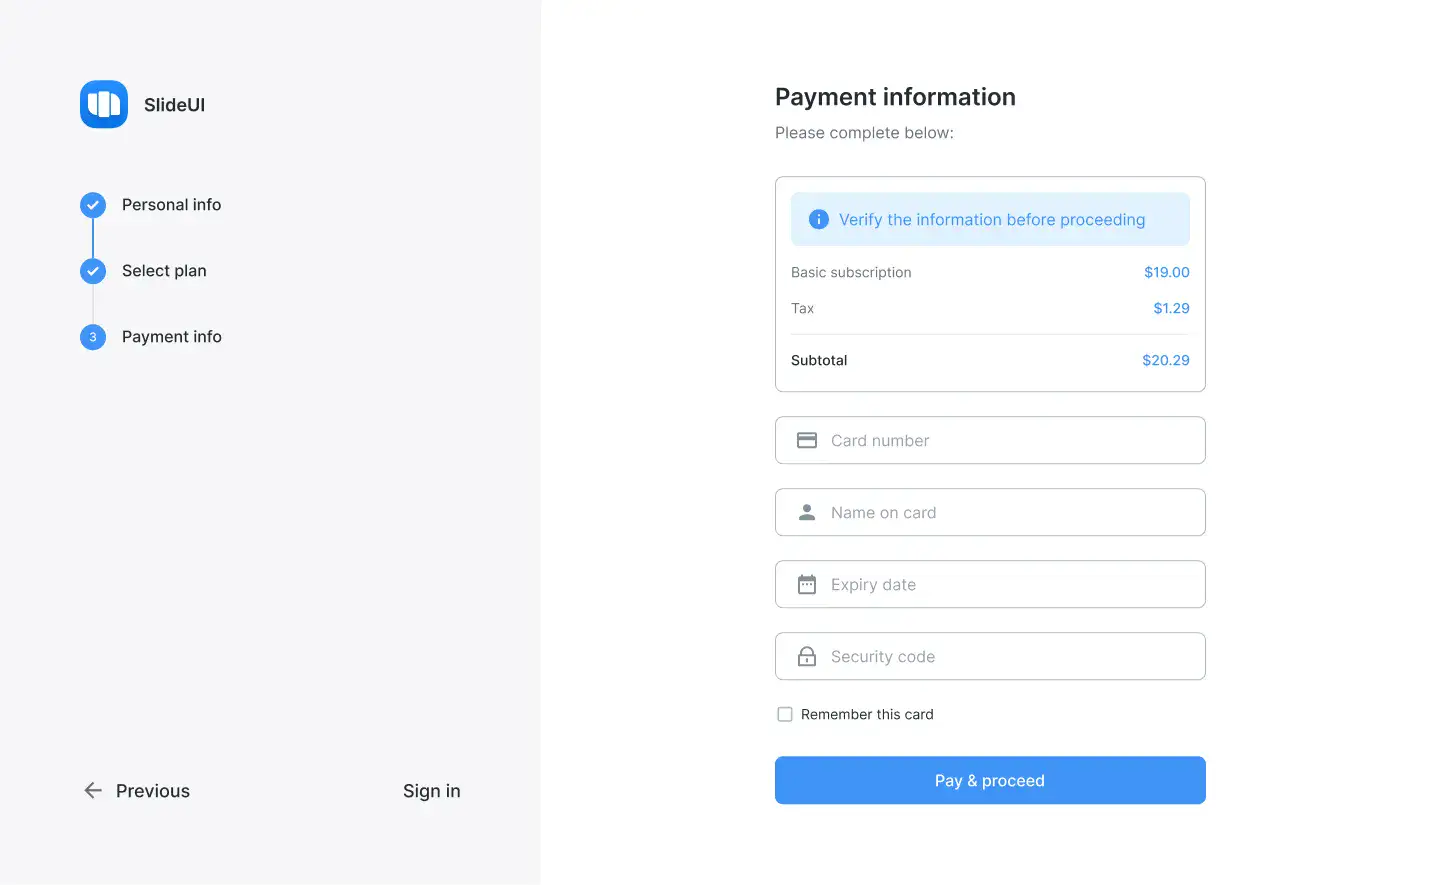 SlideUI
Personal info
Select plan
3 Payment info
Previous
Sign in
Payment information
Please complete below:
Verify the information before proceeding
Basic subscription $19.00
Tax $1.29
Subtotal $20.29
Card number
Name on card
Expiry date
Security code
Remember this card
Pay & proceed